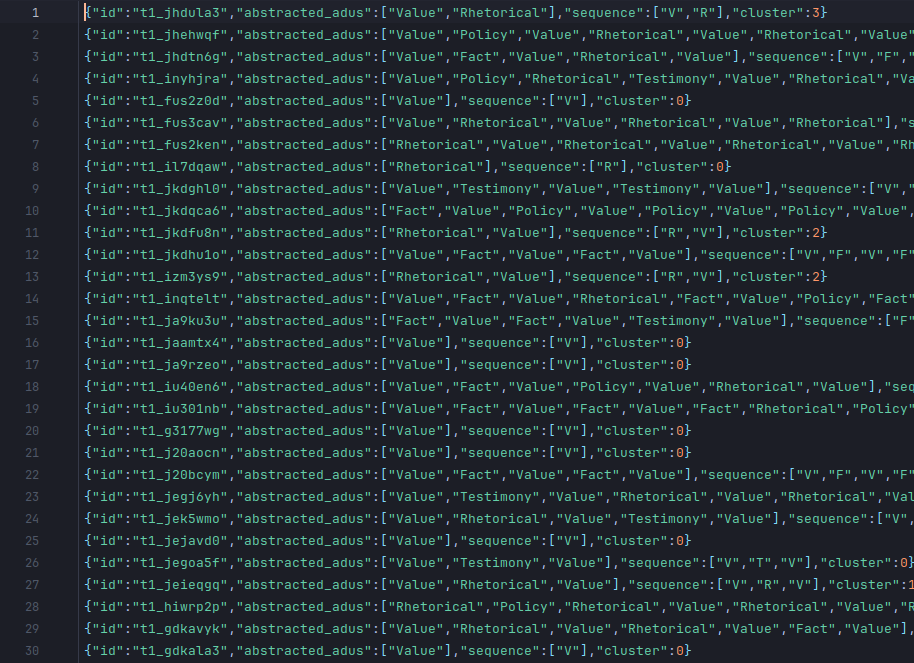 1 {"id":"t1_jhdula3","abstracted_adus":["Value","Rhetorical"],"sequence":["V","R"],"cluster":3}
2 {"id":"t1_jhehwqf","abstracted_adus":["Value","Policy","Value","Rhetorical","Value","Rhetorical","Value"
3 {"id":"t1_jhdtn6g","abstracted_adus":["Value","Fact","Value","Rhetorical","Value"],"sequence":["V","F","
4 {"id":"t1_inyhjra","abstracted_adus":["Value","Policy","Rhetorical","Testimony","Value","Rhetorical","Va
5 {"id":"t1_fus2z0d","abstracted_adus":["Value"],"sequence":["V"],"cluster":0}
6 {"id":"t1_fus3cav","abstracted_adus":["Value","Rhetorical","Value","Rhetorical","Value","Rhetorical"],"s
7 {"id":"t1_fus2ken","abstracted_adus":["Rhetorical","Value","Rhetorical","Value","Rhetorical","Value","Rh
8 {"id":"t1_il7dqaw","abstracted_adus":["Rhetorical"],"sequence":["R"],"cluster":0}
9 {"id":"t1_jkdghl0","abstracted_adus":["Value","Testimony","Value","Testimony","Value"],"sequence":["V","
10 {"id":"t1_jkdqca6","abstracted_adus":["Fact","Value","Policy","Value","Policy","Value","Policy","Value",
11 {"id":"t1_jkdfu8n","abstracted_adus":["Rhetorical","Value"],"sequence":["R","V"],"cluster":2}
12 {"id":"t1_jkdhu1o","abstracted_adus":["Value","Fact","Value","Fact","Value"],"sequence":["V","F","V","F"
13 {"id":"t1_izm3ys9","abstracted_adus":["Rhetorical","Value"],"sequence":["R","V"],"cluster":2}
14 {"id":"t1_inqtelt","abstracted_adus":["Value","Fact","Value","Rhetorical","Fact","Value","Policy","Fact"
15 {"id":"t1_ja9ku3u","abstracted_adus":["Fact","Value","Fact","Value","Testimony","Value"],"sequence":["F"
16 {"id":"t1_jaamtx4","abstracted_adus":["Value"],"sequence":["V"],"cluster":0}
17 {"id":"t1_ja9rzeo","abstracted_adus":["Value"],"sequence":["V"],"cluster":0}
18 {"id":"t1_iu40en6","abstracted_adus":["Value","Fact","Value","Policy","Value","Rhetorical","Value"],"seq
19 {"id":"t1_iu301nb","abstracted_adus":["Value","Fact","Value","Fact","Value","Fact","Rhetorical","Policy"
20 {"id":"t1_g3177wg","abstracted_adus":["Value"],"sequence":["V"],"cluster":0}
21 {"id":"t1_j20aocn","abstracted_adus":["Value"],"sequence":["V"],"cluster":0}
22 {"id":"t1_j20bcym","abstracted_adus":["Value","Fact","Value","Fact","Value"],"sequence":["V","F","V","F"
23 {"id":"t1_jegj6yh","abstracted_adus":["Value","Testimony","Value","Rhetorical","Value","Rhetorical","Val
24 {"id":"t1_jek5wmo","abstracted_adus":["Value","Rhetorical","Value","Testimony","Value"],"sequence":["V",
25 {"id":"t1_jejavd0","abstracted_adus":["Value"],"sequence":["V"],"cluster":0}
26 {"id":"t1_jegoa5f","abstracted_adus":["Value","Testimony","Value"],"sequence":["V","T","V"],"cluster":0}
27 {"id":"t1_jeieqgq","abstracted_adus":["Value","Rhetorical","Value"],"sequence":["V","R","V"],"cluster":1
28 {"id":"t1_hiwrp2p","abstracted_adus":["Rhetorical","Policy","Rhetorical","Value","Rhetorical","Value","R
29 {"id":"t1_gdkavyk","abstracted_adus":["Value","Rhetorical","Value","Rhetorical","Value","Fact","Value"],
30 {"id":"t1_gdkala3","abstracted_adus":["Value"],"sequence":["V"],"cluster":0}